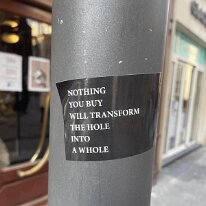 NOTHING
YOU BUY
WILL TRANSFORM
THE HOLE
INTO
A WHOLE